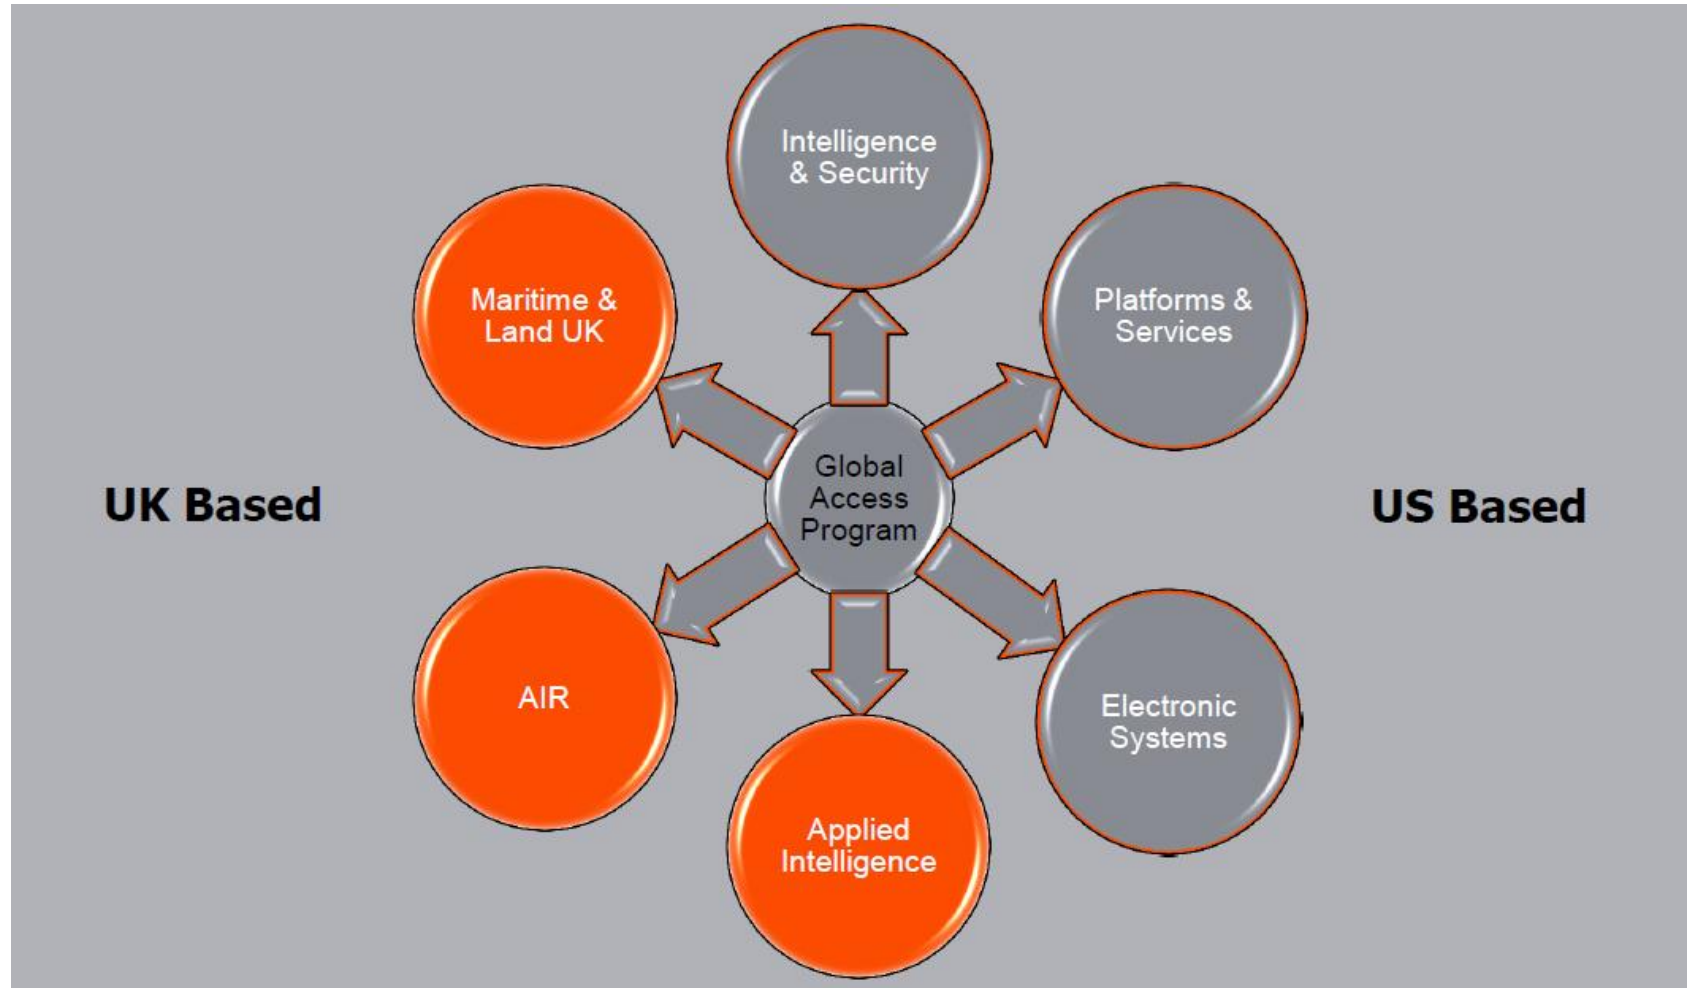 Intelligence
& Security
Maritime &
Land UK
Platforms &
Services
Global
Access
Program
UK Based
US Based
AIR
Electronic
Systems
Applied
Intelligence